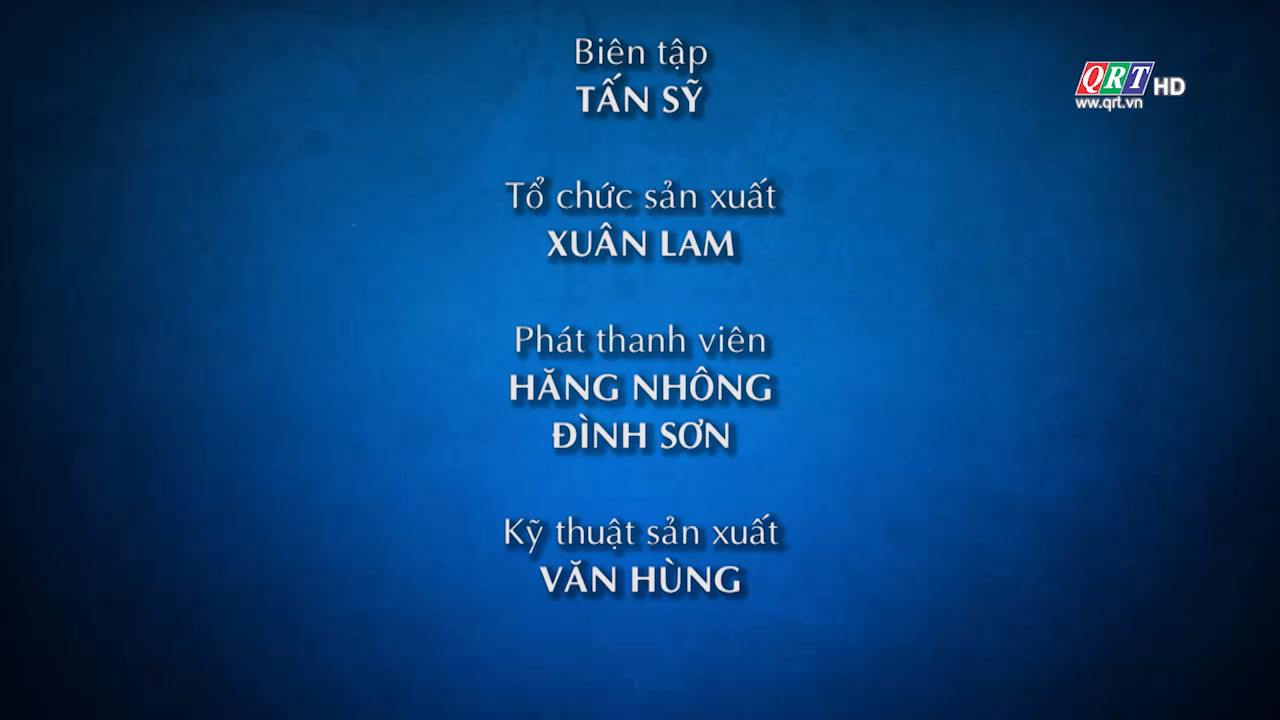 Biên tập
TẤN SỸ
QRT HD
ww.qrt.vn
Tổ chức sản xuất
XUÂN LAM
Phát thanh viên
HĂNG NHÔNG
ĐÌNH SƠN
Kỹ thuật sản xuất
VĂN HÙNG